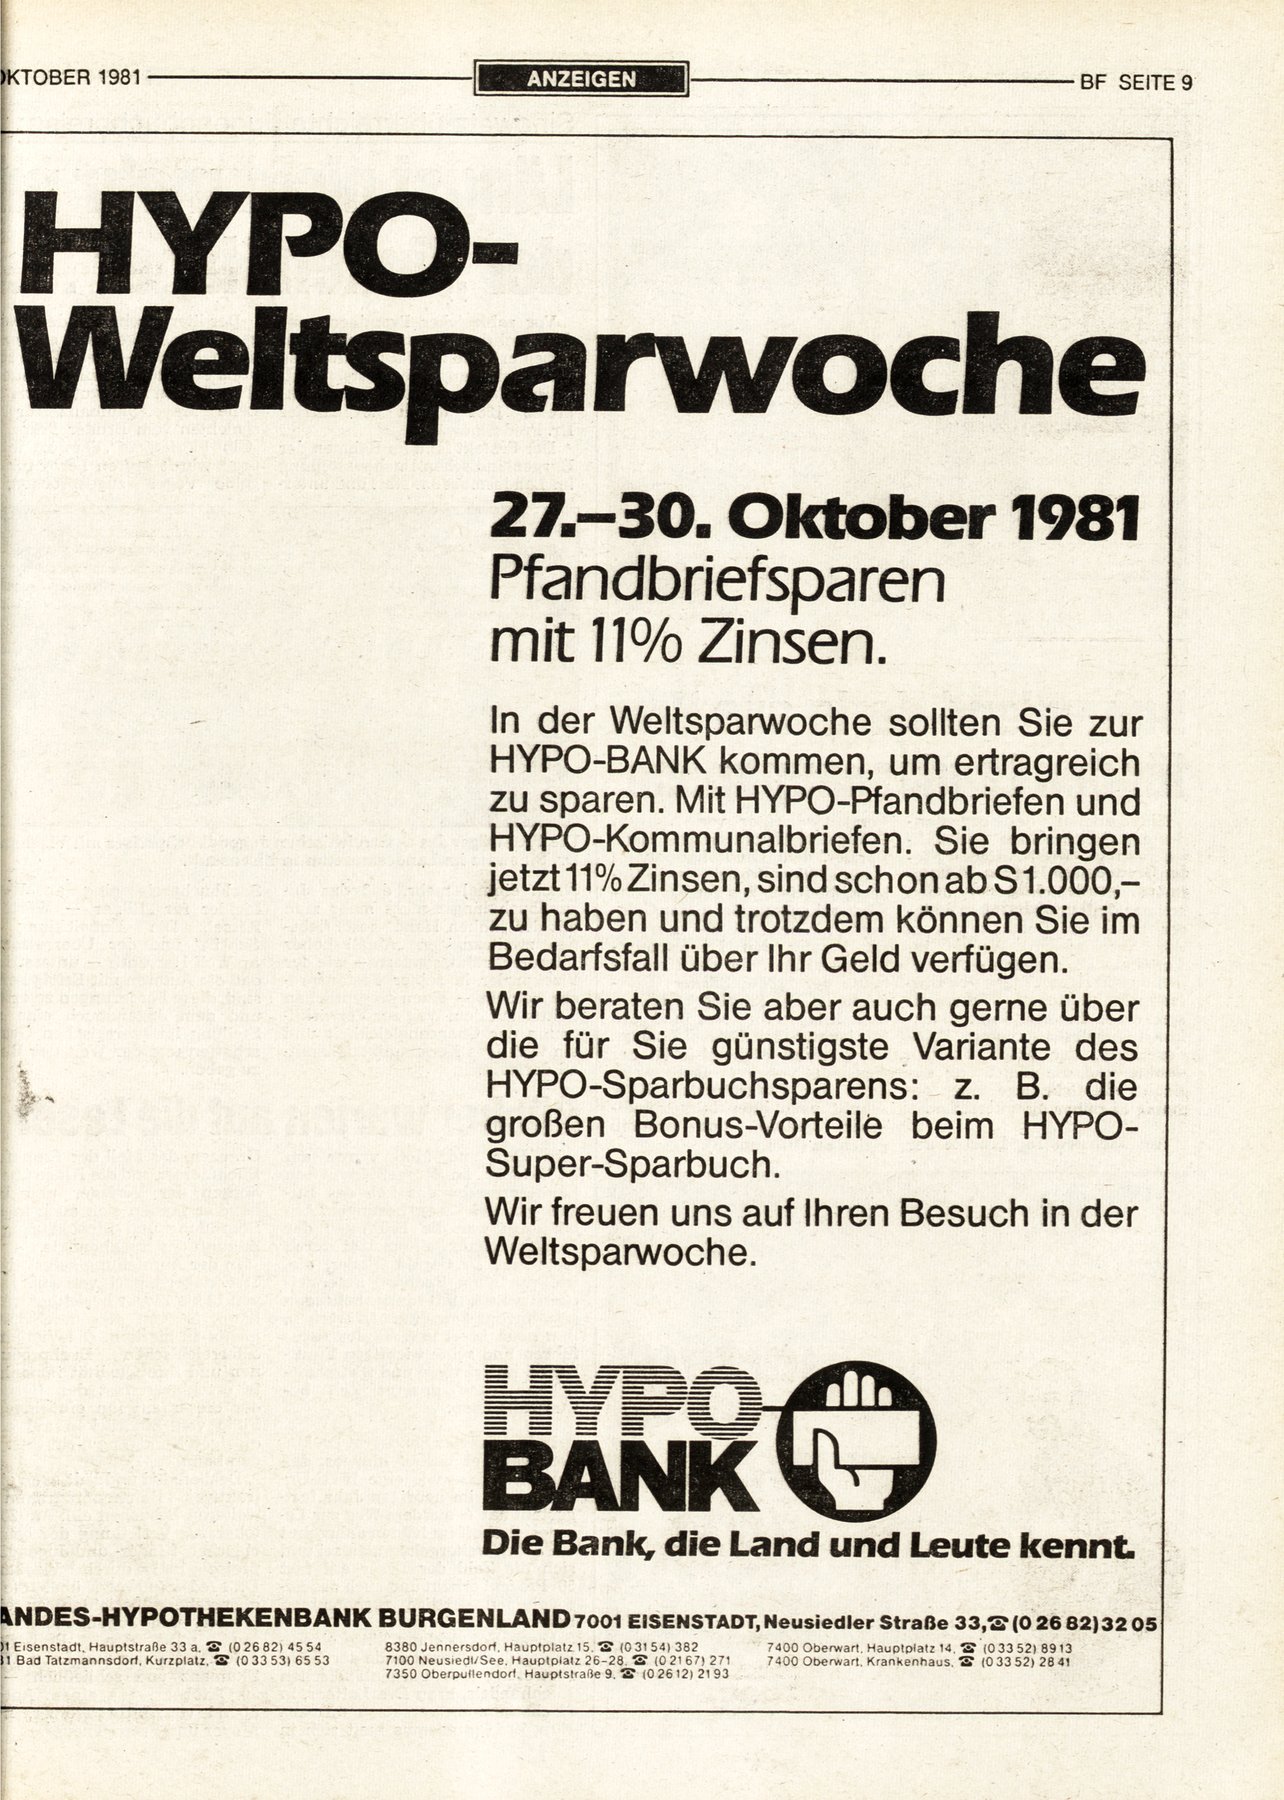 OKTOBER 1981
ANZEIGEN
BF SEITE 9
HYPO-
Weltsparwoche
27.–30. Oktober 1981
Pfandbriefsparen
mit 11% Zinsen.
In der Weltsparwoche sollten Sie zur
HYPO-BANK kommen, um ertragreich
zu sparen. Mit HYPO-Pfandbriefen und
HYPO-Kommunalbriefen. Sie bringen
jetzt 11% Zinsen, sind schon ab S 1.000,–
zu haben und trotzdem können Sie im
Bedarfsfall über Ihr Geld verfügen.
Wir beraten Sie aber auch gerne über
die für Sie günstigste Variante des
HYPO-Sparbuchsparens: z. B. die
großen Bonus-Vorteile beim HYPO-
Super-Sparbuch.
Wir freuen uns auf Ihren Besuch in der
Weltsparwoche.
HYPO
BANK
Die Bank, die Land und Leute kennt.
ANDES-HYPOTHEKENBANK BURGENLAND 7001 EISENSTADT, Neusiedler Straße 33, ☎ (0 26 82) 32 05
01 Eisenstadt, Hauptstraße 33 a, ☎ (0 26 82) 45 54
8380 Jennersdorf, Hauptplatz 15, ☎ (0 31 54) 382
7400 Oberwart, Hauptplatz 14, ☎ (0 33 52) 89 13
31 Bad Tatzmannsdorf, Kurzplatz, ☎ (0 33 53) 65 53
7100 Neusiedl/See, Hauptplatz 26-28, ☎ (0 21 67) 271
7400 Oberwart, Krankenhaus, ☎ (0 33 52) 28 41
7350 Oberpullendorf, Hauptstraße 9, ☎ (0 26 12) 21 93